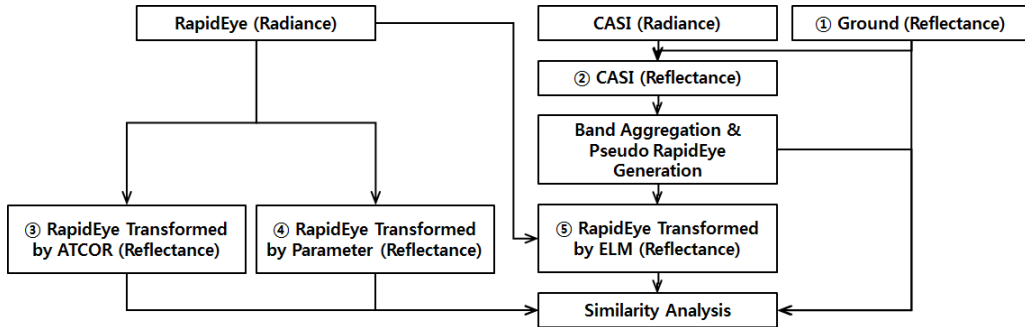 RapidEye (Radiance)
CASI (Radiance)
① Ground (Reflectance)
② CASI (Reflectance)
Band Aggregation &
Pseudo RapidEye
Generation
③ RapidEye Transformed
by ATCOR (Reflectance)
④ RapidEye Transformed
by Parameter (Reflectance)
⑤ RapidEye Transformed
by ELM (Reflectance)
Similarity Analysis